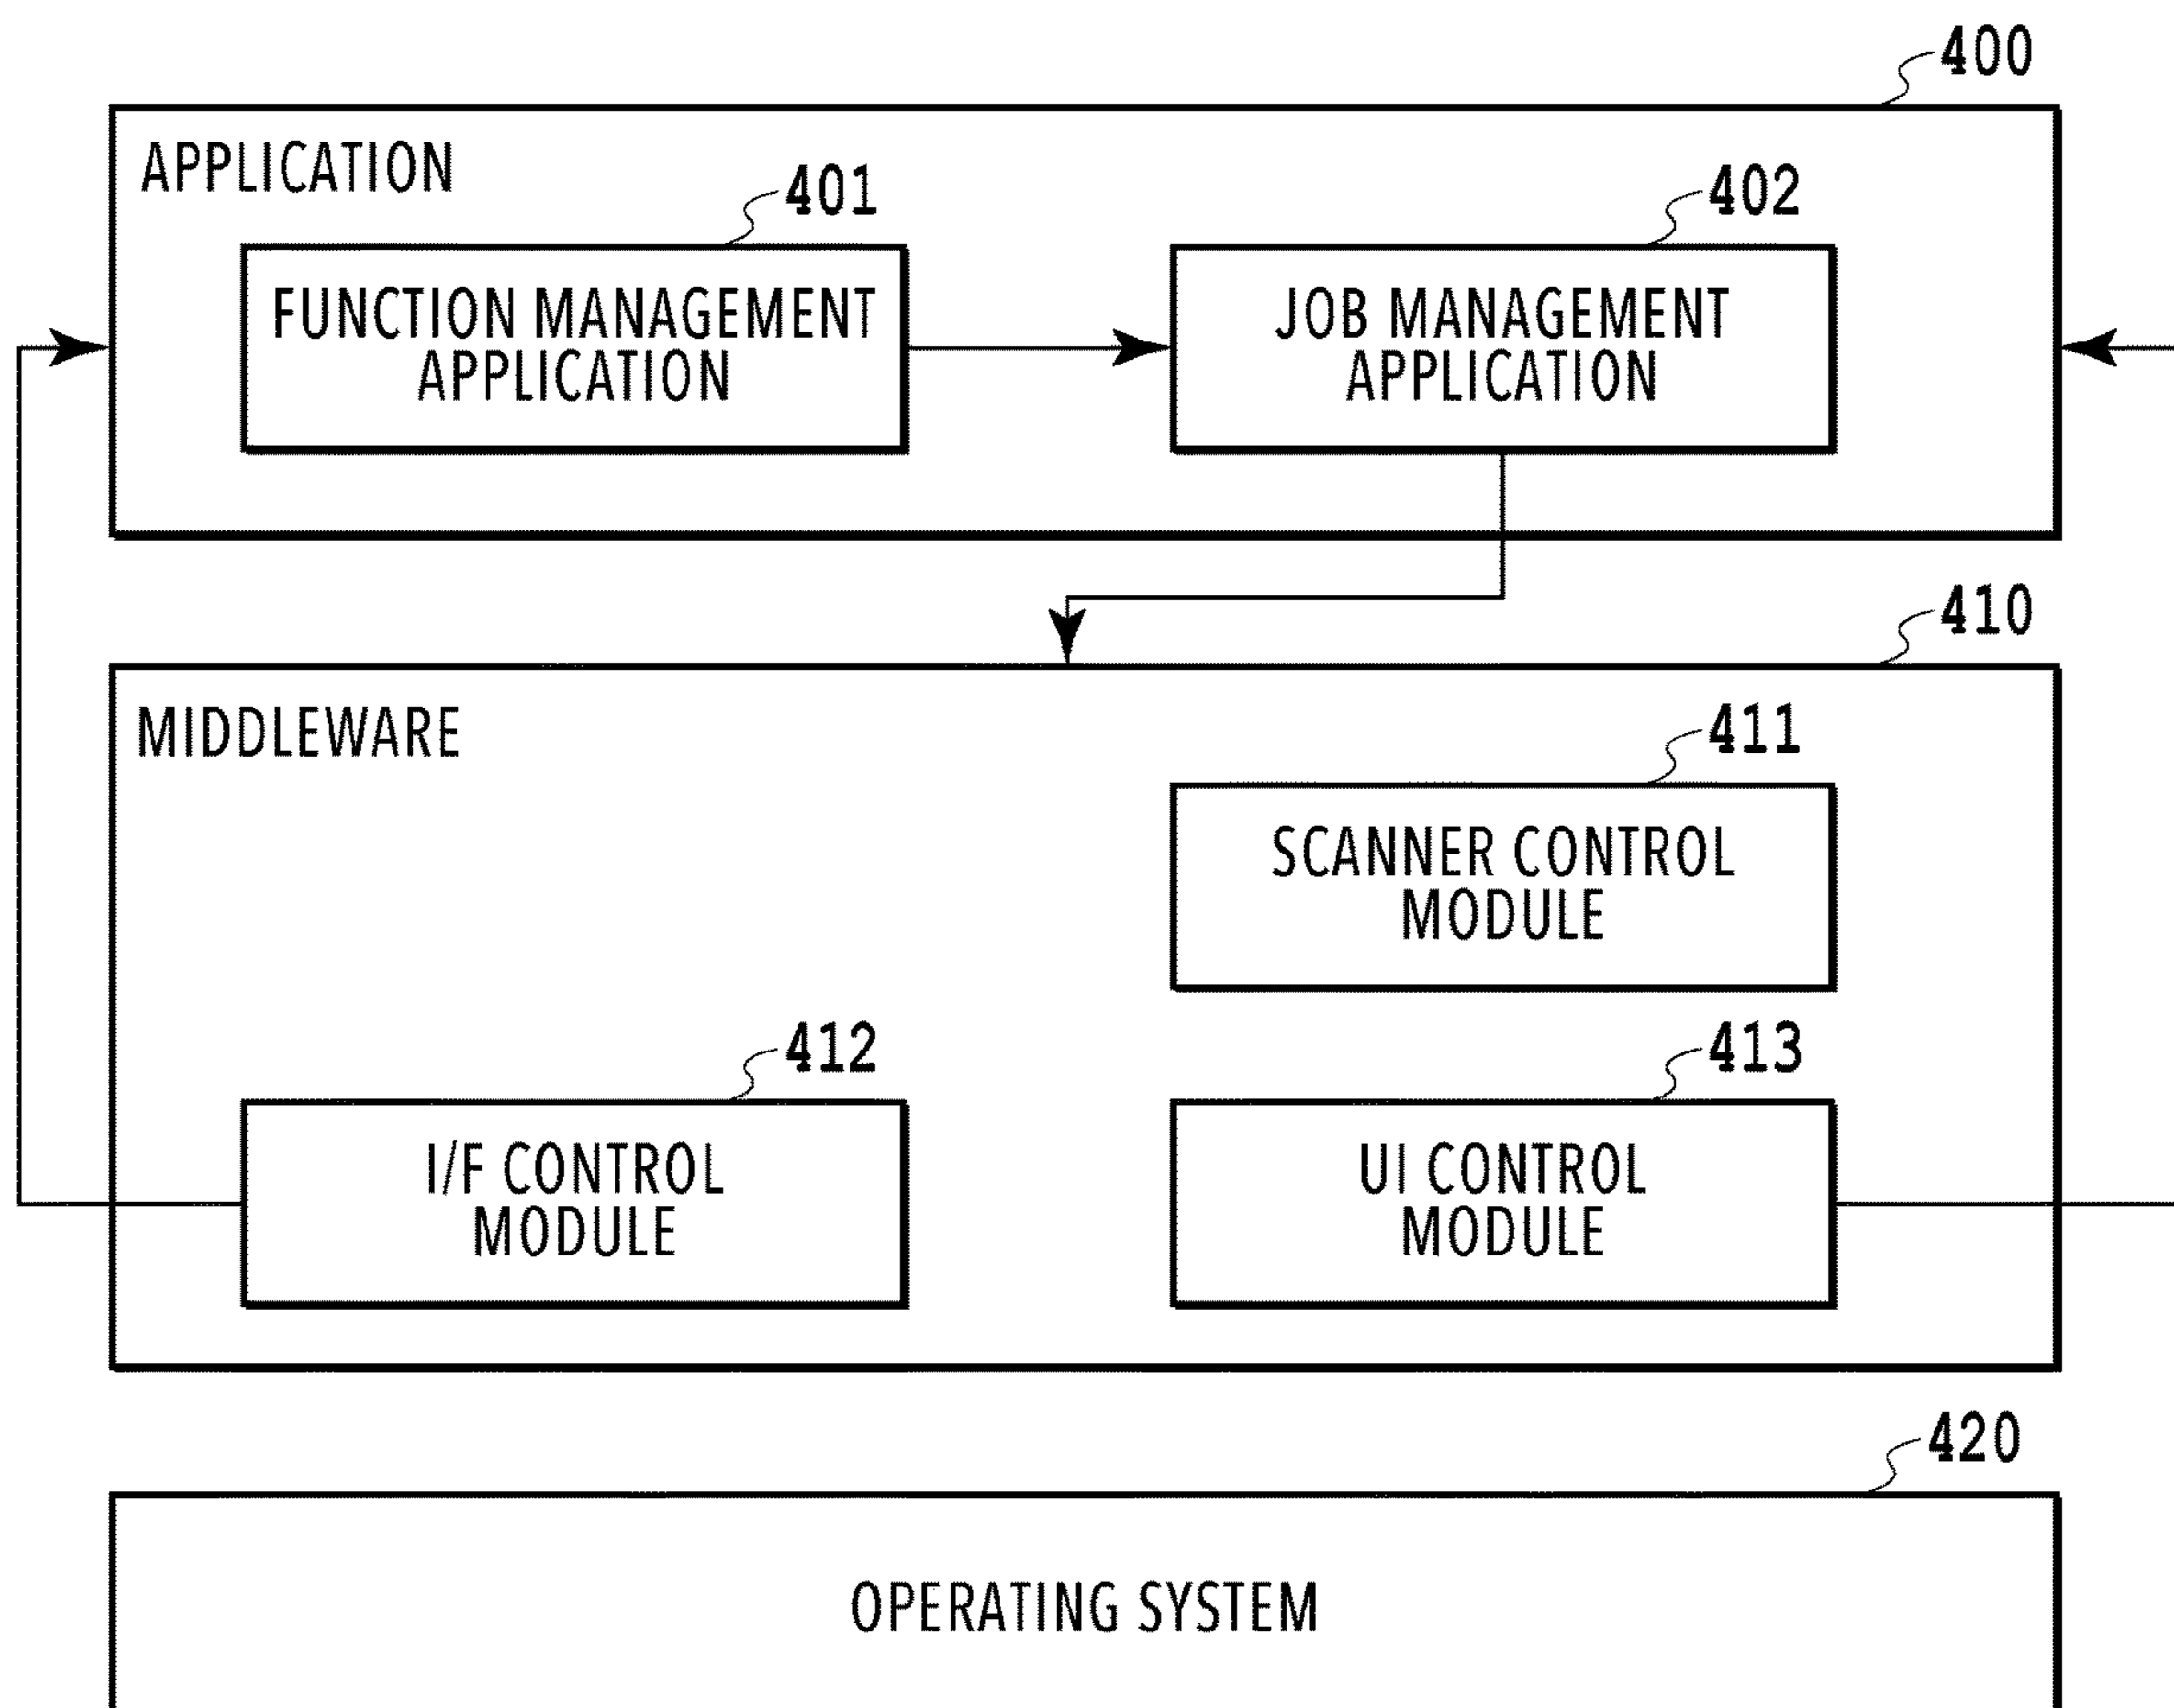 400
APPLICATION
401
402
FUNCTION MANAGEMENT
APPLICATION
JOB MANAGEMENT
APPLICATION
410
MIDDLEWARE
411
SCANNER CONTROL
MODULE
412
413
I/F CONTROL
MODULE
UI CONTROL
MODULE
420
OPERATING SYSTEM